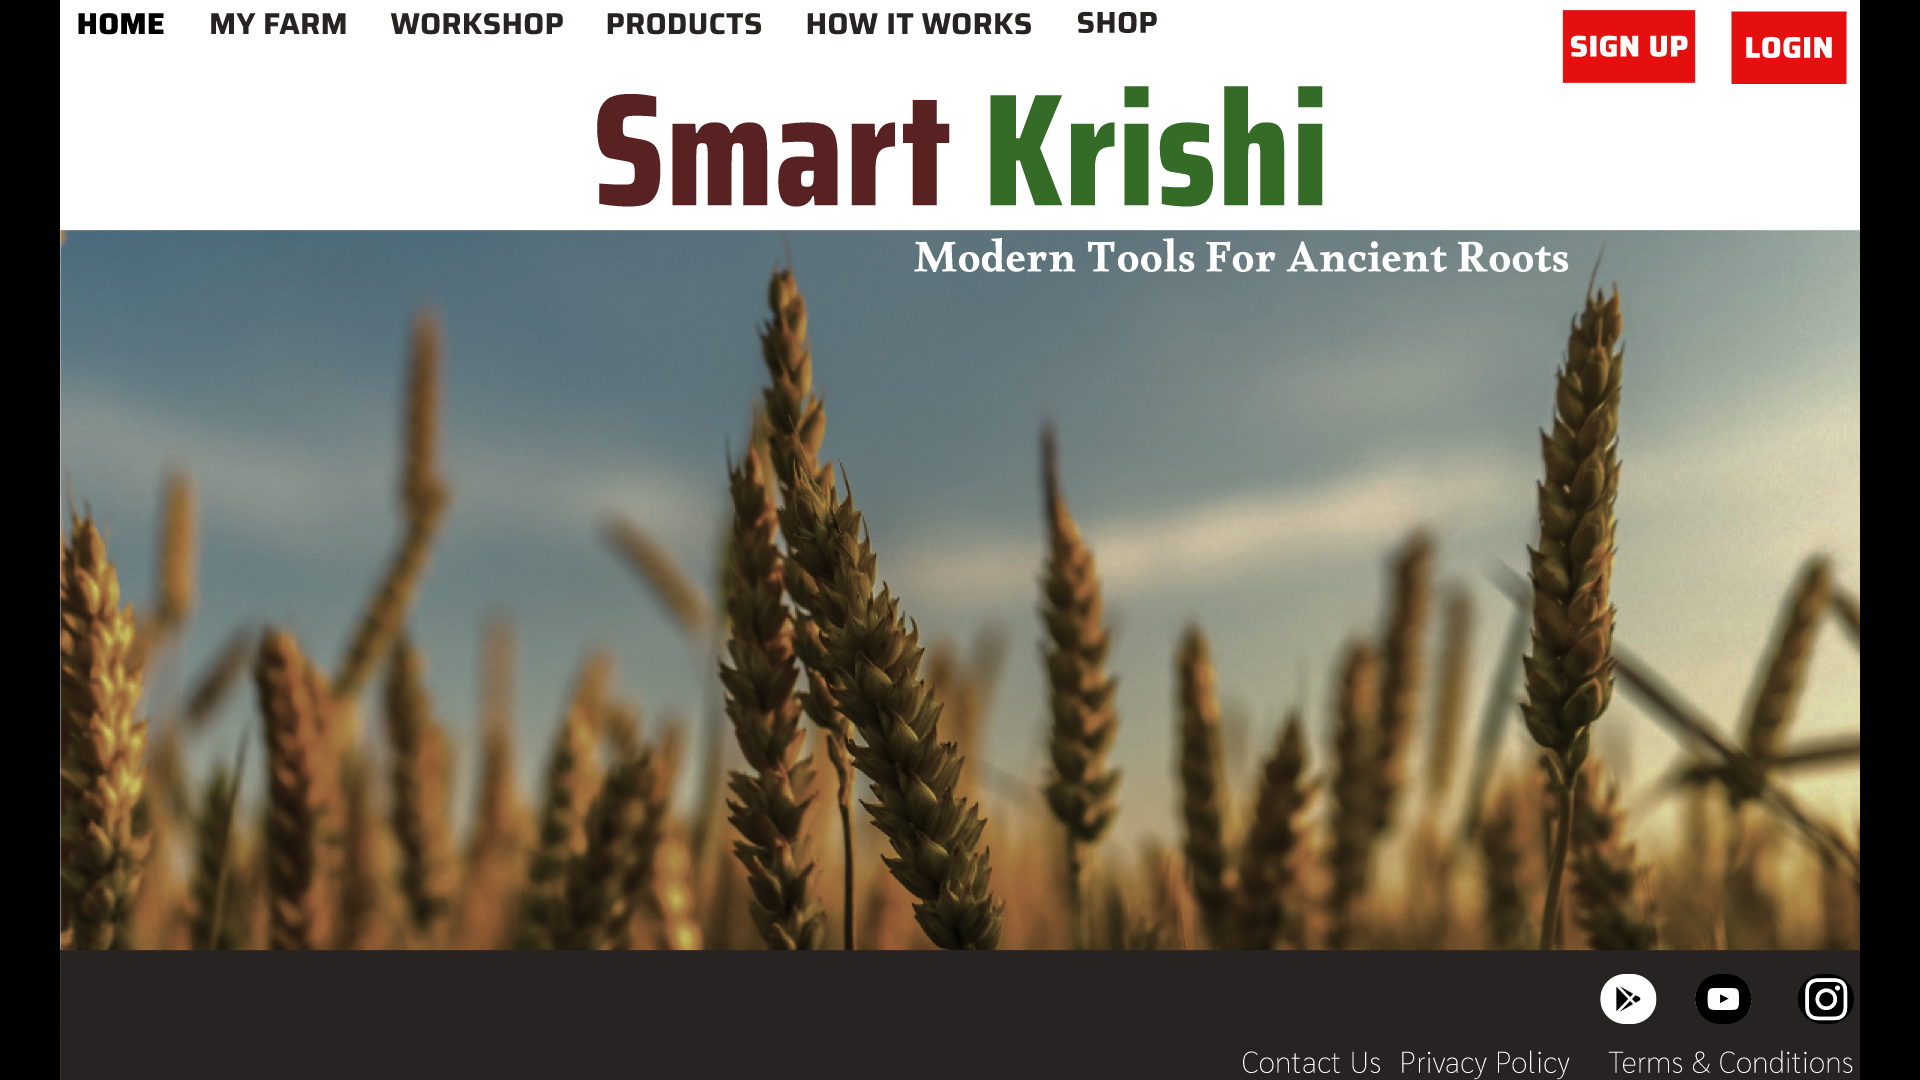 HOME MY FARM WORKSHOP PRODUCTS HOW IT WORKS SHOP SIGN UP LOGIN
Smart Krishi
Modern Tools For Ancient Roots
Contact Us Privacy Policy Terms & Conditions